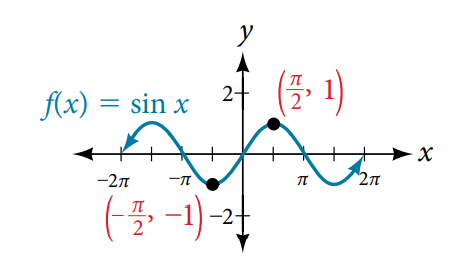 y
f(x) = sin x
2
(π/2, 1)
x
−2π
−π
π
2π
(−π/2, −1)
−2